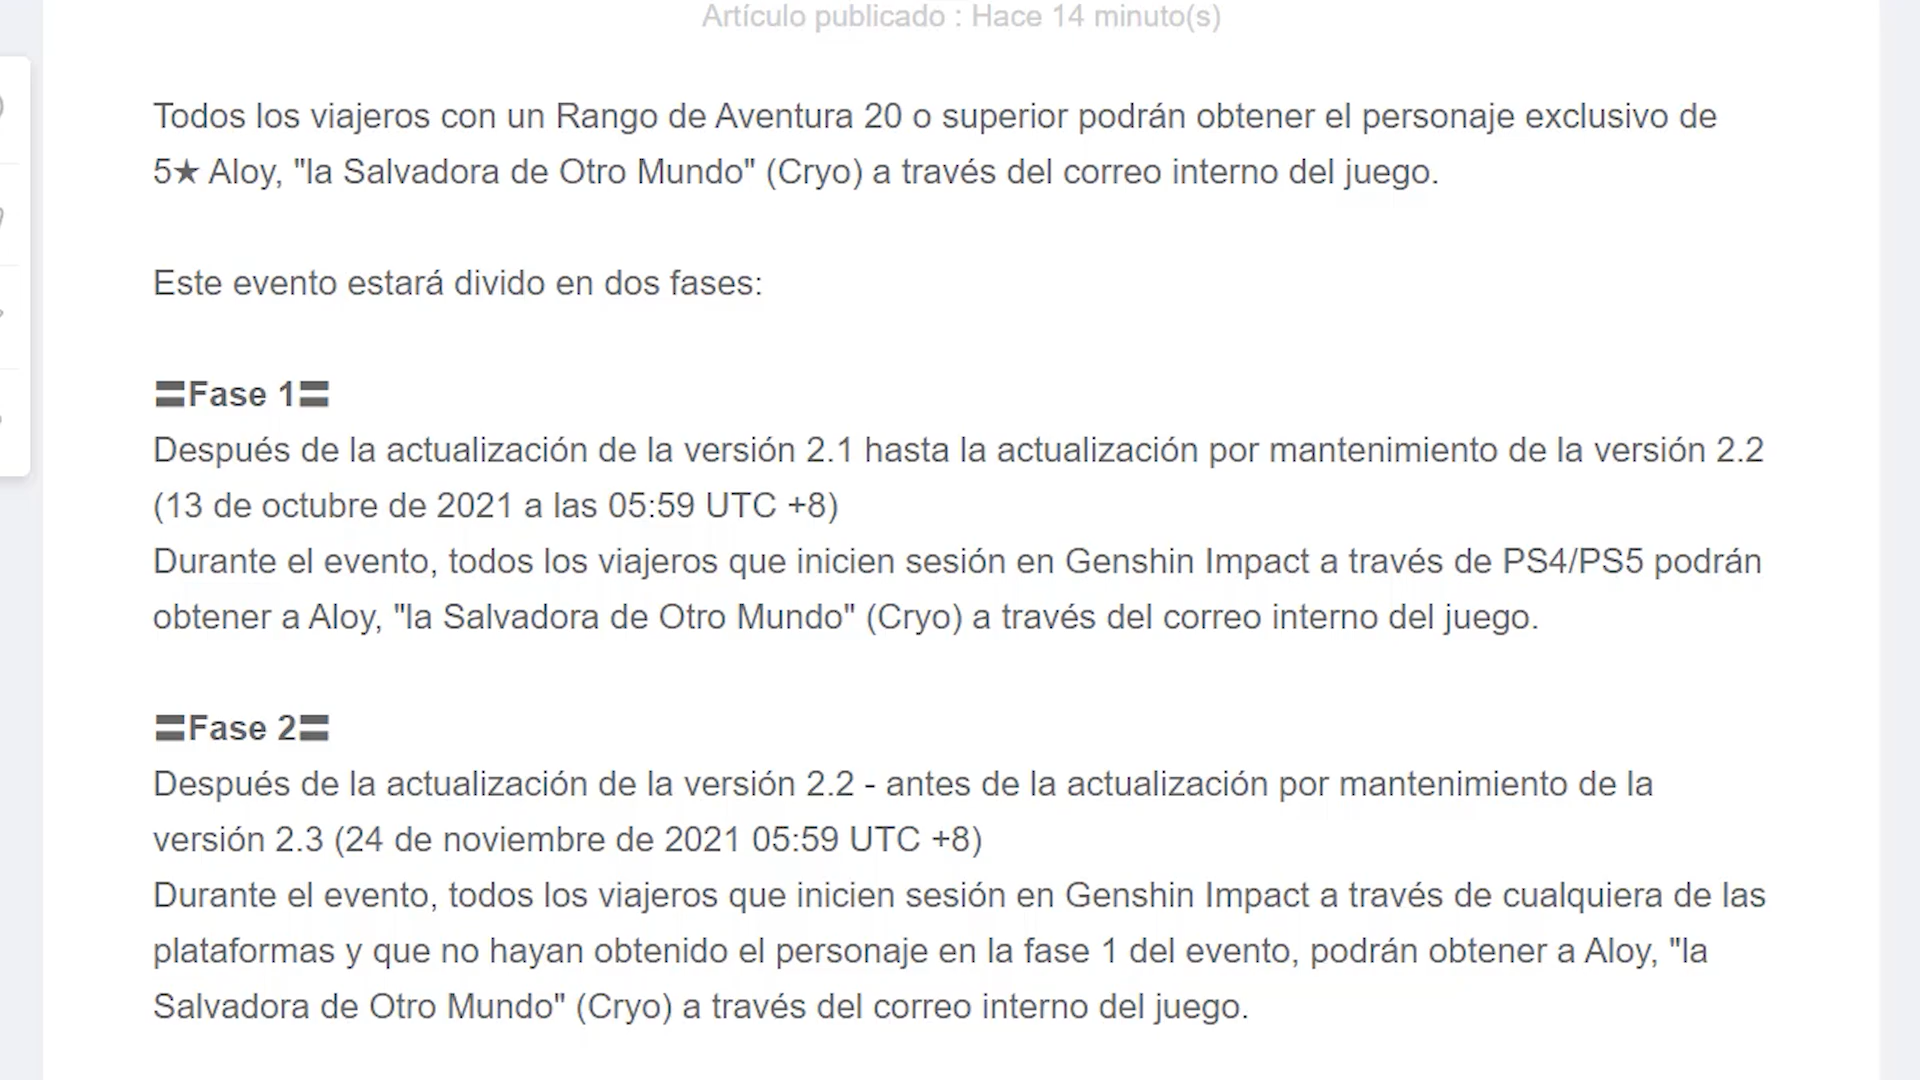 Artículo publicado : Hace 14 minuto(s)
Todos los viajeros con un Rango de Aventura 20 o superior podrán obtener el personaje exclusivo de
5★ Aloy, "la Salvadora de Otro Mundo" (Cryo) a través del correo interno del juego.
Este evento estará divido en dos fases:
〓Fase 1〓
Después de la actualización de la versión 2.1 hasta la actualización por mantenimiento de la versión 2.2
(13 de octubre de 2021 a las 05:59 UTC +8)
Durante el evento, todos los viajeros que inicien sesión en Genshin Impact a través de PS4/PS5 podrán
obtener a Aloy, "la Salvadora de Otro Mundo" (Cryo) a través del correo interno del juego.
〓Fase 2〓
Después de la actualización de la versión 2.2 - antes de la actualización por mantenimiento de la
versión 2.3 (24 de noviembre de 2021 05:59 UTC +8)
Durante el evento, todos los viajeros que inicien sesión en Genshin Impact a través de cualquiera de las
plataformas y que no hayan obtenido el personaje en la fase 1 del evento, podrán obtener a Aloy, "la
Salvadora de Otro Mundo" (Cryo) a través del correo interno del juego.